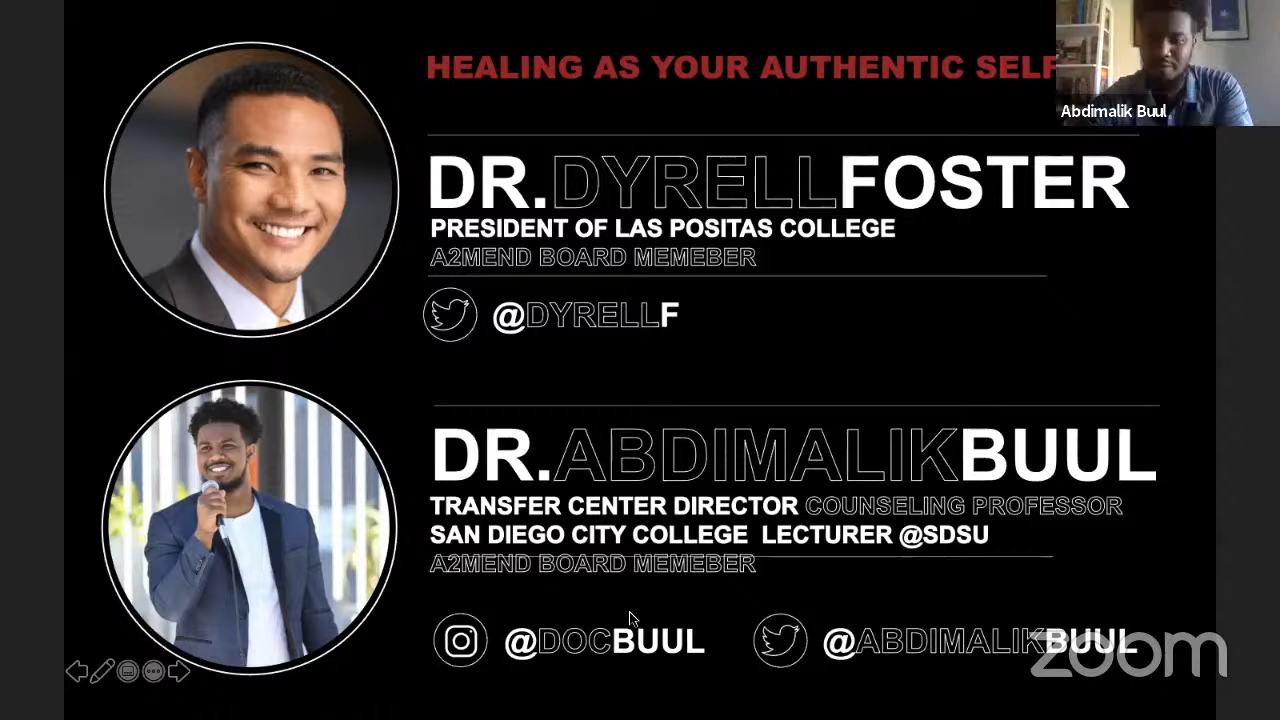 HEALING AS YOUR AUTHENTIC SELF
Abdimalik Buul
DR.DYRELLFOSTER
PRESIDENT OF LAS POSITAS COLLEGE
A2MEND BOARD MEMEBER
@DYRELLF
DR.ABDIMALIKBUUL
TRANSFER CENTER DIRECTOR COUNSELING PROFESSOR
SAN DIEGO CITY COLLEGE LECTURER @SDSU
A2MEND BOARD MEMEBER
@DOCBUUL @ABDIMALIKBUUL
zoom